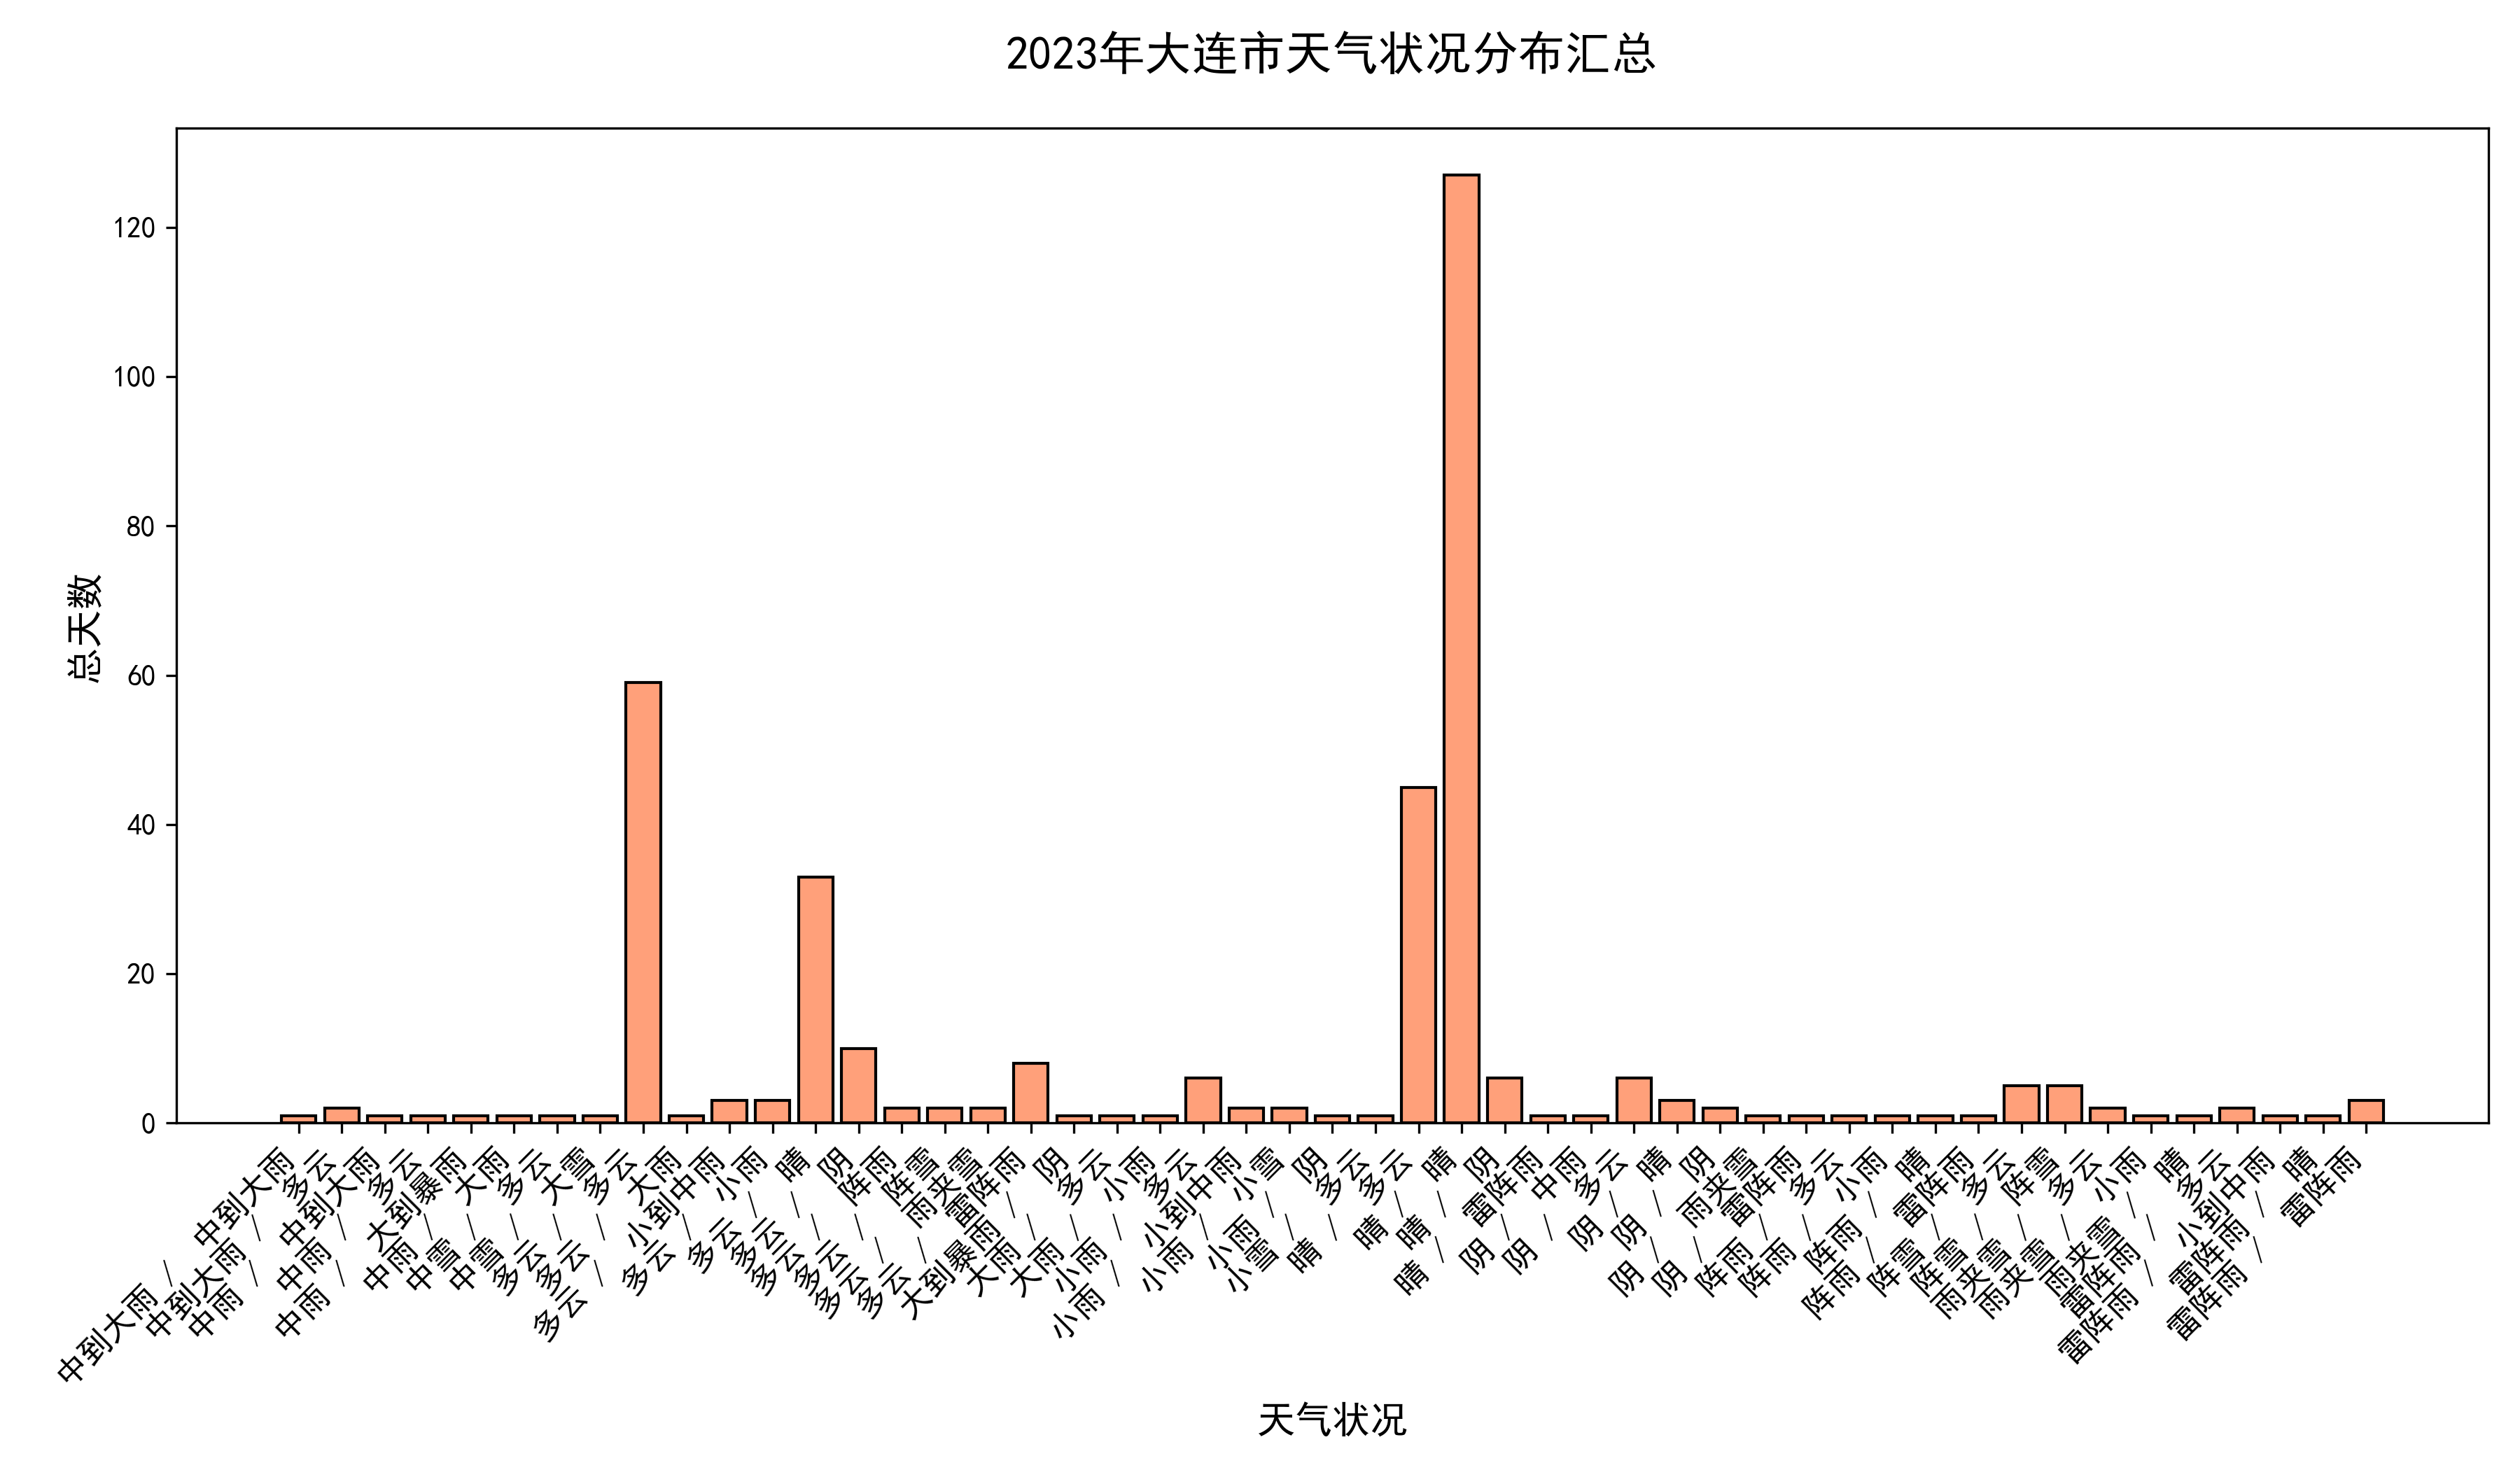 2023年大连市天气状况分布汇总
总天数
120
100
80
60
40
20
0
中到大雨 / 中到大雨
中到大雨 / 多云
中雨 / 中到大雨
中雨 / 多云
中雨 / 大到暴雨
中雨 / 大雨
中雪 / 多云
中雪 / 大雪
多云 / 多云
多云 / 大雨
多云 / 小到中雨
多云 / 小雨
多云 / 晴
多云 / 阴
多云 / 阵雨
多云 / 阵雪
多云 / 雨夹雪
多云 / 雷阵雨
大到暴雨 / 阴
大雨 / 多云
大雨 / 小雨
小雨 / 多云
小雨 / 小到中雨
小雨 / 小雪
小雨 / 阴
小雪 / 多云
晴 / 多云
晴 / 晴
晴 / 阴
晴 / 雷阵雨
阴 / 中雨
阴 / 多云
阴 / 晴
阴 / 阴
阴 / 雨夹雪
阴 / 雷阵雨
阵雨 / 多云
阵雨 / 小雨
阵雨 / 晴
阵雨 / 雷阵雨
阵雪 / 多云
阵雪 / 阵雪
雨夹雪 / 多云
雨夹雪 / 小雨
雨夹雪 / 晴
雷阵雨 / 多云
雷阵雨 / 小到中雨
雷阵雨 / 晴
雷阵雨 / 雷阵雨
天气状况